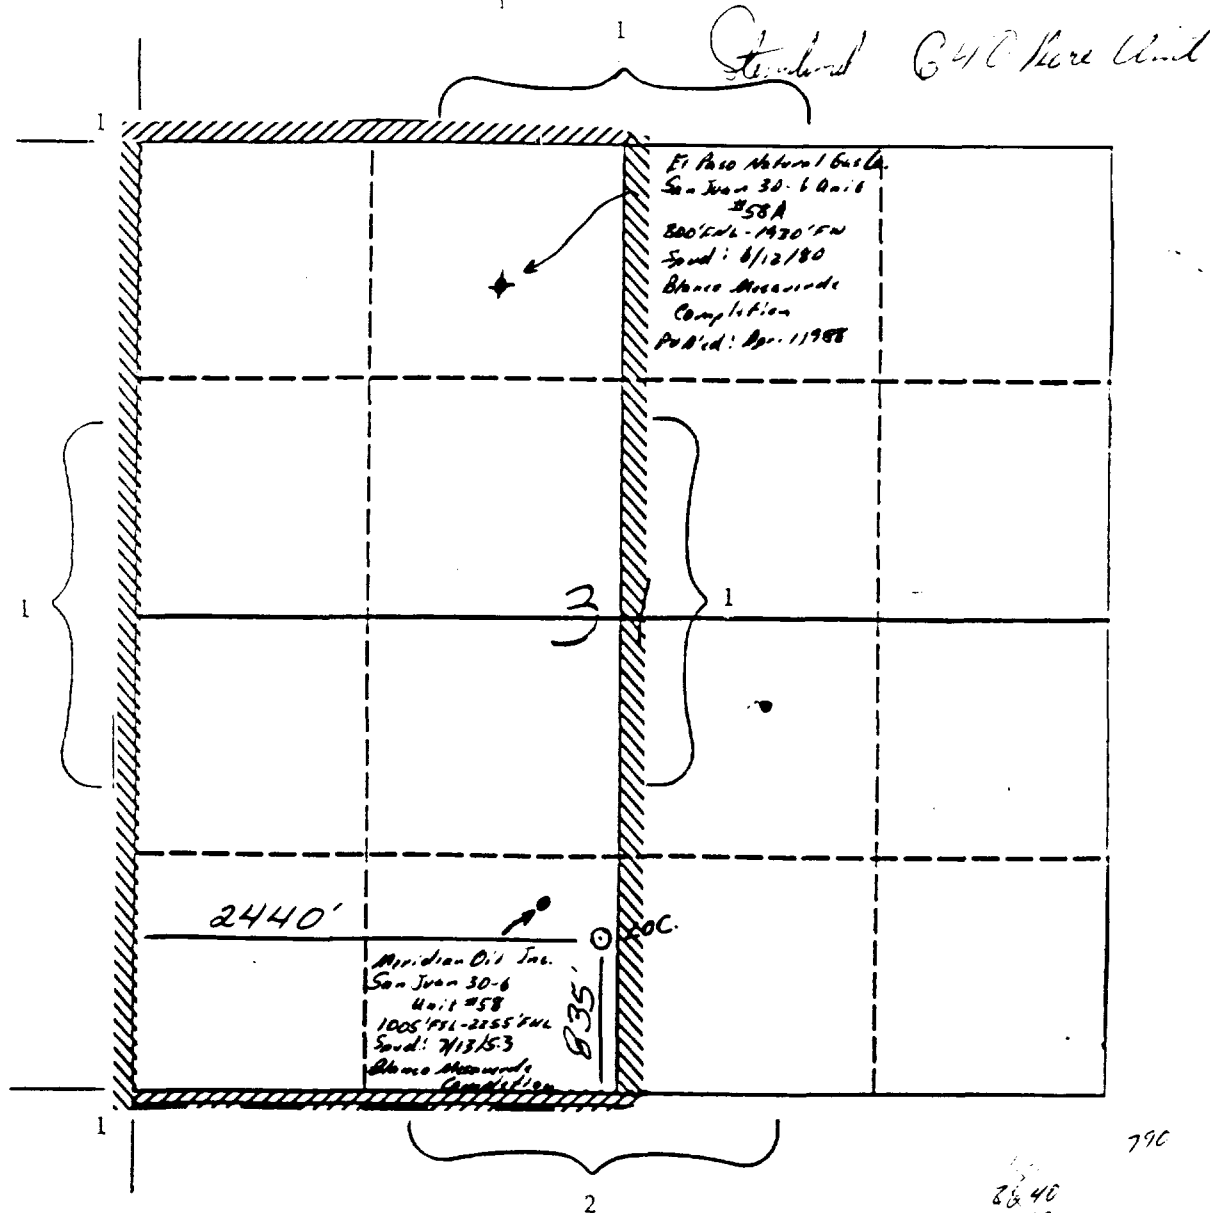 1
640 Acre Unit
1
El Paso Natural Gas Co.
San Juan 30-6 Unit
#58A
800'FNL-1930'FW
Spud: 6/12/80
Blanco Mesaverde
Completion
P&A'ed: Apr. 1988
1
3
1
2440'
LOC.
835'
Meridian Oil Inc.
San Juan 30-6
Unit #58
1005'FSL-2255'FWL
Spud: 7/13/53
Blanco Mesaverde
Completion
1
2
790